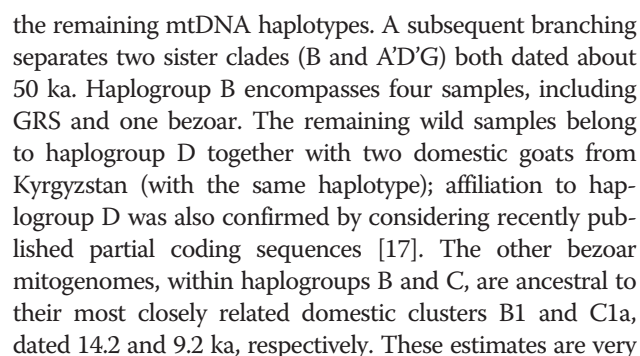 the remaining mtDNA haplotypes. A subsequent branching
separates two sister clades (B and A'D'G) both dated about
50 ka. Haplogroup B encompasses four samples, including
GRS and one bezoar. The remaining wild samples belong
to haplogroup D together with two domestic goats from
Kyrgyzstan (with the same haplotype); affiliation to hap-
logroup D was also confirmed by considering recently pub-
lished partial coding sequences [17]. The other bezoar
mitogenomes, within haplogroups B and C, are ancestral to
their most closely related domestic clusters B1 and C1a,
dated 14.2 and 9.2 ka, respectively. These estimates are very